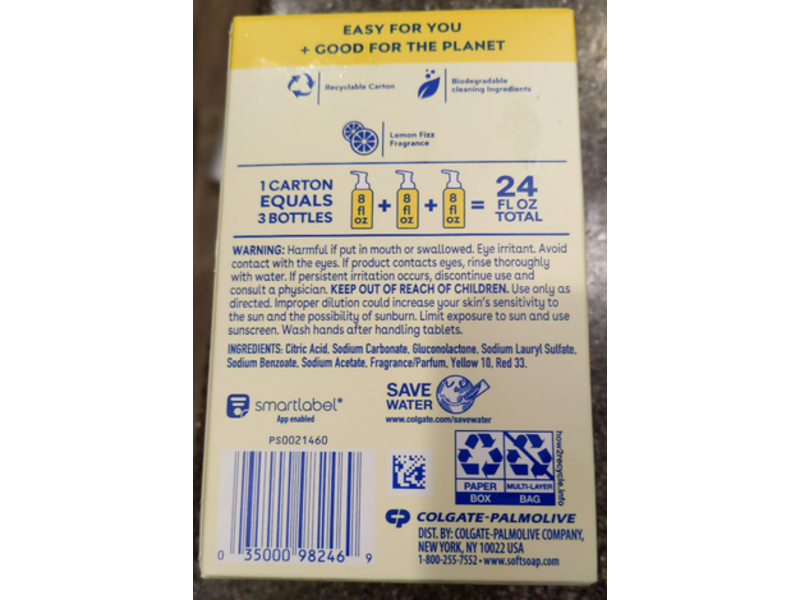 EASY FOR YOU
+ GOOD FOR THE PLANET
Recyclable Carton
Biodegradable
cleaning ingredients
Lemon Fizz
Fragrance
1 CARTON
EQUALS
3 BOTTLES
8
fl
oz
+
8
fl
oz
+
8
fl
oz
=
24
FL OZ
TOTAL
WARNING: Harmful if put in mouth or swallowed. Eye irritant. Avoid
contact with the eyes. If product contacts eyes, rinse thoroughly
with water. If persistent irritation occurs, discontinue use and
consult a physician. KEEP OUT OF REACH OF CHILDREN. Use only as
directed. Improper dilution could increase your skin's sensitivity to
the sun and the possibility of sunburn. Limit exposure to sun and use
sunscreen. Wash hands after handling tablets.
INGREDIENTS: Citric Acid, Sodium Carbonate, Gluconolactone, Sodium Lauryl Sulfate,
Sodium Benzoate, Sodium Acetate, Fragrance/Parfum, Yellow 10, Red 33.
smartlabel®
App enabled
SAVE
WATER
www.colgate.com/savewater
PS0021460
PAPER
BOX
MULTI-LAYER
BAG
how2recycle.info
CP COLGATE-PALMOLIVE
DIST. BY: COLGATE-PALMOLIVE COMPANY,
NEW YORK, NY 10022 USA
1-800-255-7552 • www.softsoap.com
0 35000 98246 9